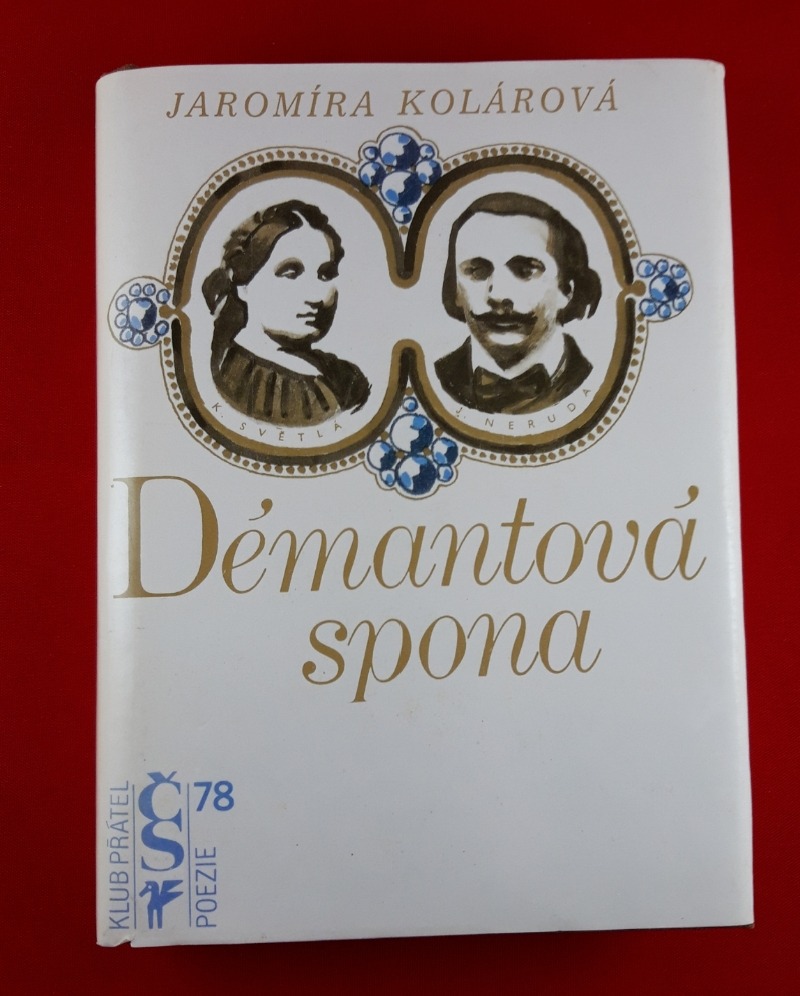 JAROMÍRA KOLÁROVÁ
K. SVĚTLÁ
J. NERUDA
Démantová
spona
KLUB PŘÁTEL
ČS
78
POEZIE